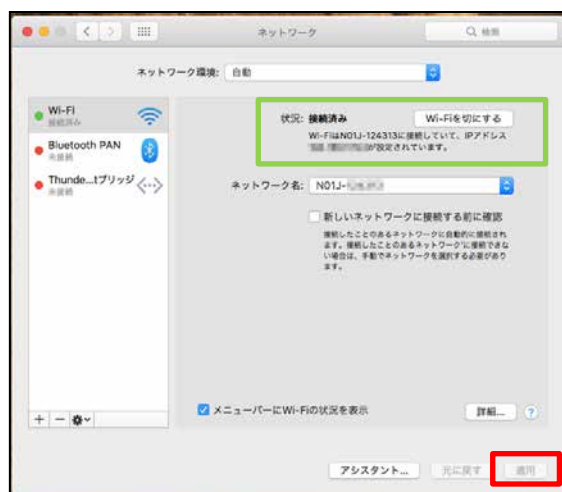 ネットワーク
検索
ネットワーク環境: 自動
Wi-Fi
接続済み
Bluetooth PAN
未接続
Thunde...tブリッジ
未接続
状況: 接続済み
Wi-Fiを切にする
Wi-FiはN01J-124313に接続していて、IPアドレス
が設定されています。
ネットワーク名: N01J-
新しいネットワークに接続する前に確認
接続したことのあるネットワークに自動的に接続され
ます。接続したことのあるネットワークに接続できな
い場合は、手動でネットワークを選択する必要があり
ます。
メニューバーにWi-Fiの状況を表示
詳細...
?
アシスタント...
元に戻す
適用